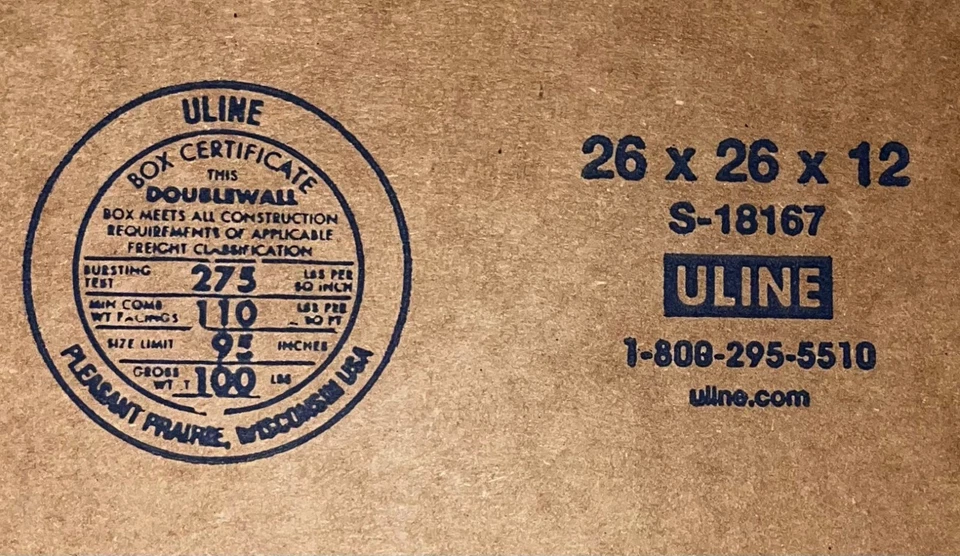 ULINE
BOX CERTIFICATE
THIS
DOUBLEWALL
BOX MEETS ALL CONSTRUCTION
REQUIREMENTS OF APPLICABLE
FREIGHT CLASSIFICATION
BURSTING TEST 275 LBS PER SQ INCH
MIN COMB WT FACINGS 110 LBS PER SQ FT
SIZE LIMIT 95 INCHES
GROSS WT LT 100 LBS
PLEASANT PRAIRIE, WISCONSIN USA
26 x 26 x 12
S-18167
ULINE
1-800-295-5510
uline.com